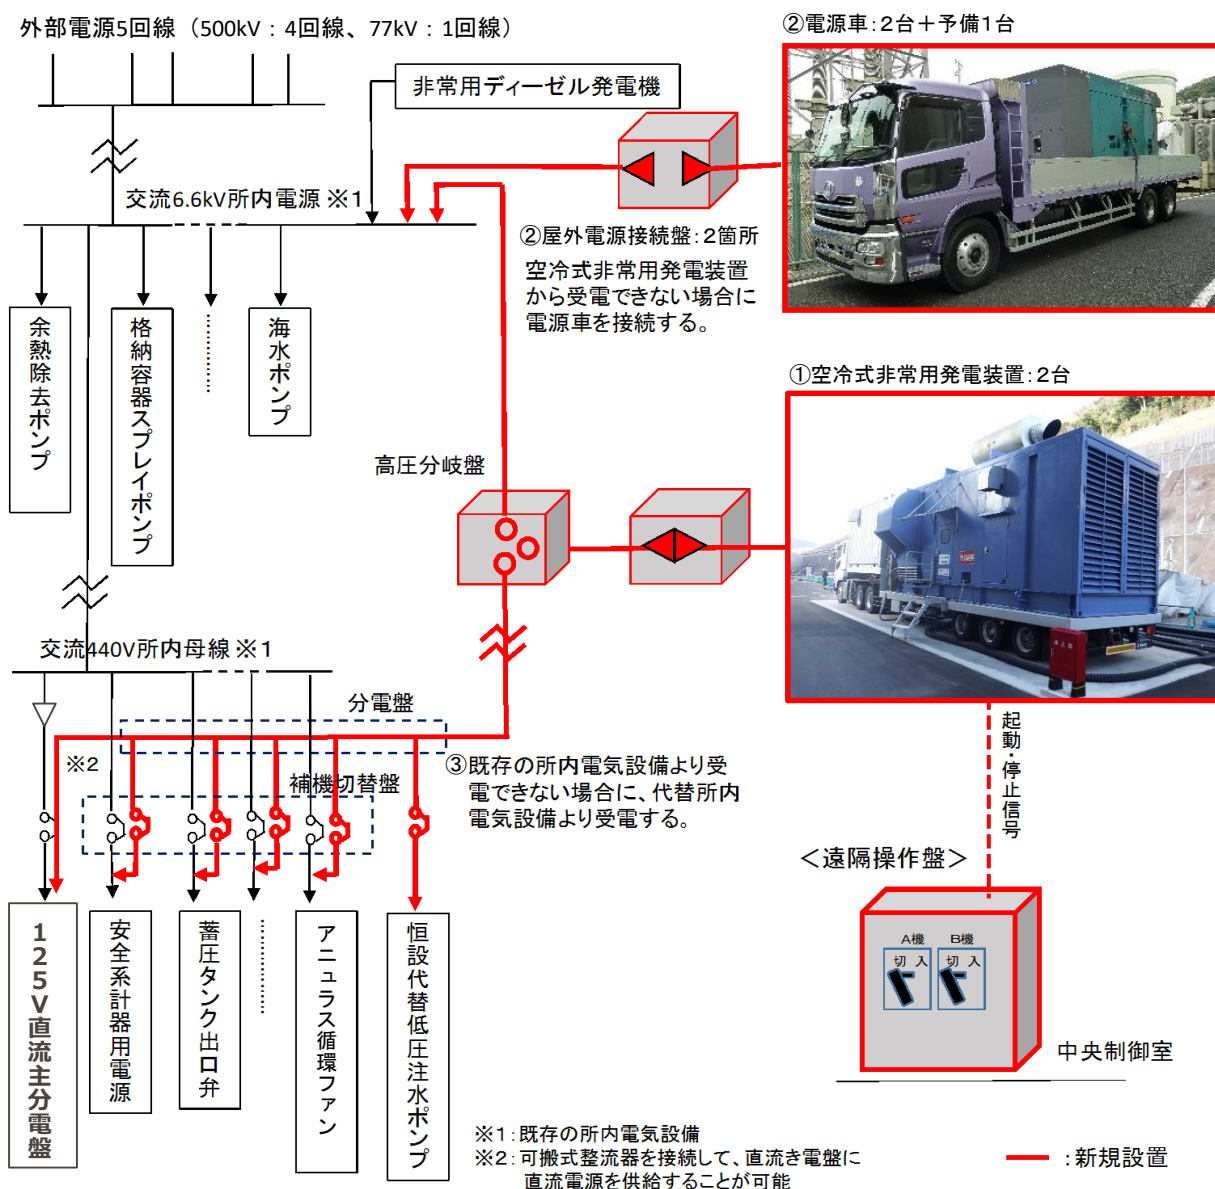 外部電源5回線（500kV：4回線、77kV：1回線）
②電源車：2台＋予備1台
非常用ディーゼル発電機
交流6.6kV所内電源 ※1
②屋外電源接続盤：2箇所
空冷式非常用発電装置
から受電できない場合に
電源車を接続する。
余熱除去ポンプ
格納容器スプレイポンプ
海水ポンプ
①空冷式非常用発電装置：2台
高圧分岐盤
交流440V所内母線 ※1
分電盤
※2
補機切替盤
③既存の所内電気設備より受
電できない場合に、代替所内
電気設備より受電する。
起動・停止信号
＜遠隔操作盤＞
A機 B機
切 入 切 入
中央制御室
125V直流主分電盤
安全系計器用電源
蓄圧タンク出口弁
アニュラス循環ファン
恒設代替低圧注水ポンプ
※1：既存の所内電気設備
※2：可搬式整流器を接続して、直流き電盤に
直流電源を供給することが可能
：新規設置